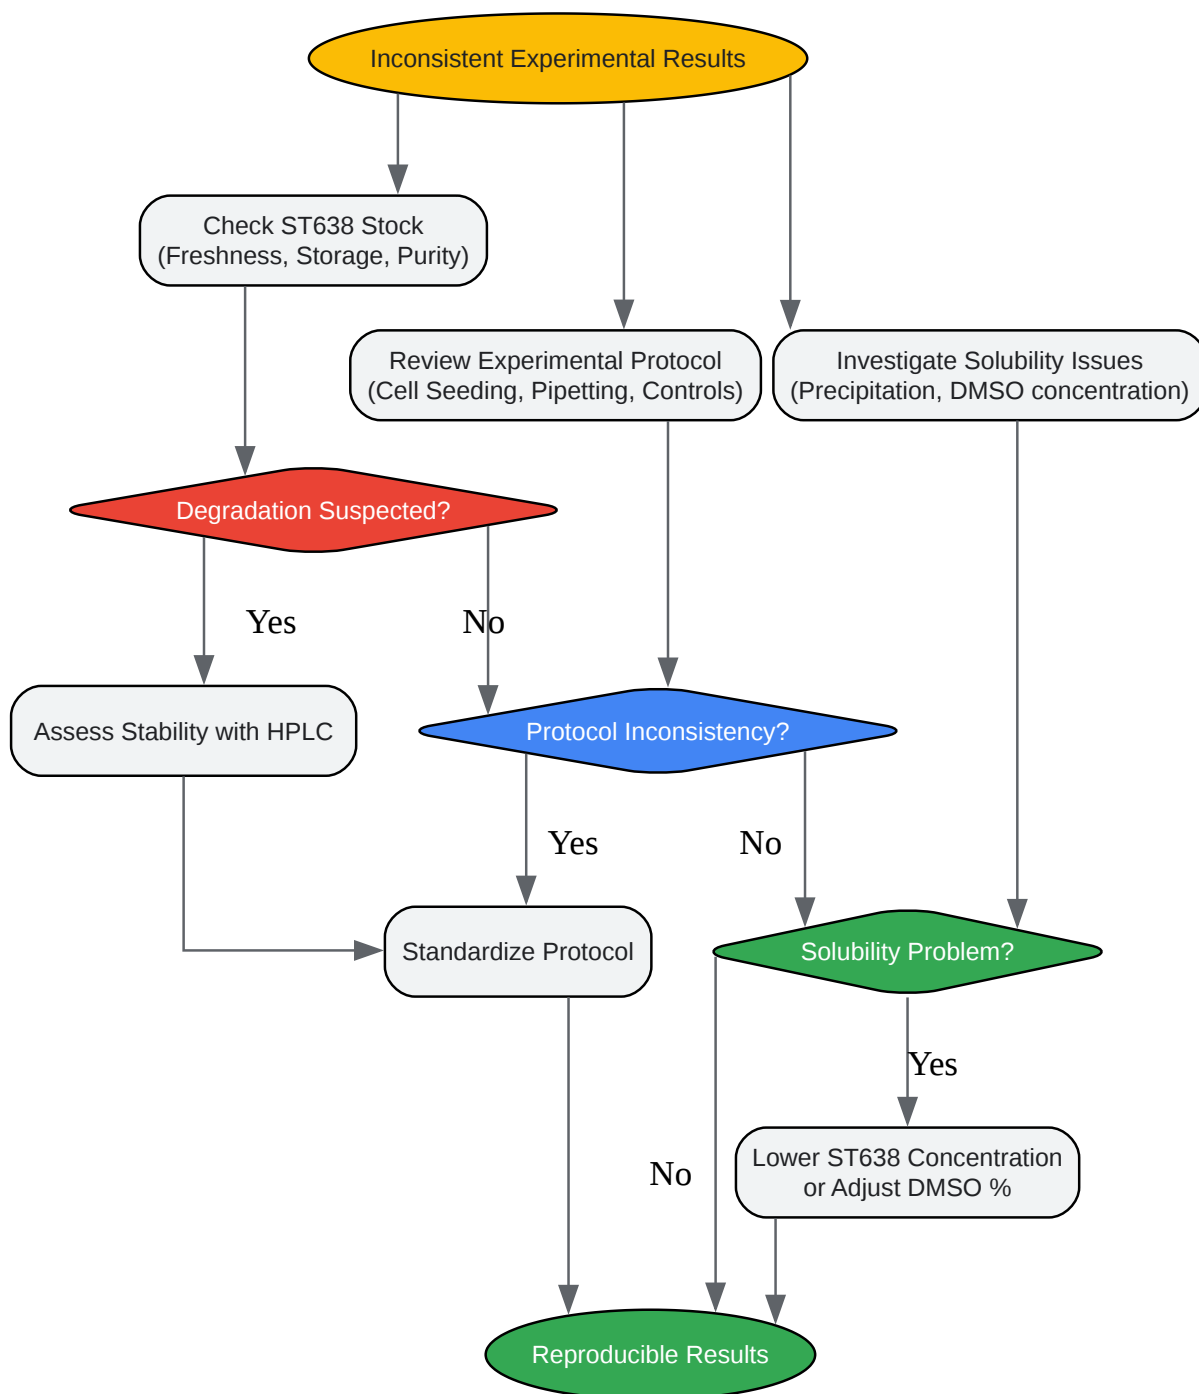 Inconsistent Experimental Results
Check ST638 Stock
(Freshness, Storage, Purity)
Review Experimental Protocol
(Cell Seeding, Pipetting, Controls)
Investigate Solubility Issues
(Precipitation, DMSO concentration)
Degradation Suspected?
Yes
No
Assess Stability with HPLC
Protocol Inconsistency?
Yes
No
Standardize Protocol
Solubility Problem?
Yes
No
Lower ST638 Concentration
or Adjust DMSO %
Reproducible Results